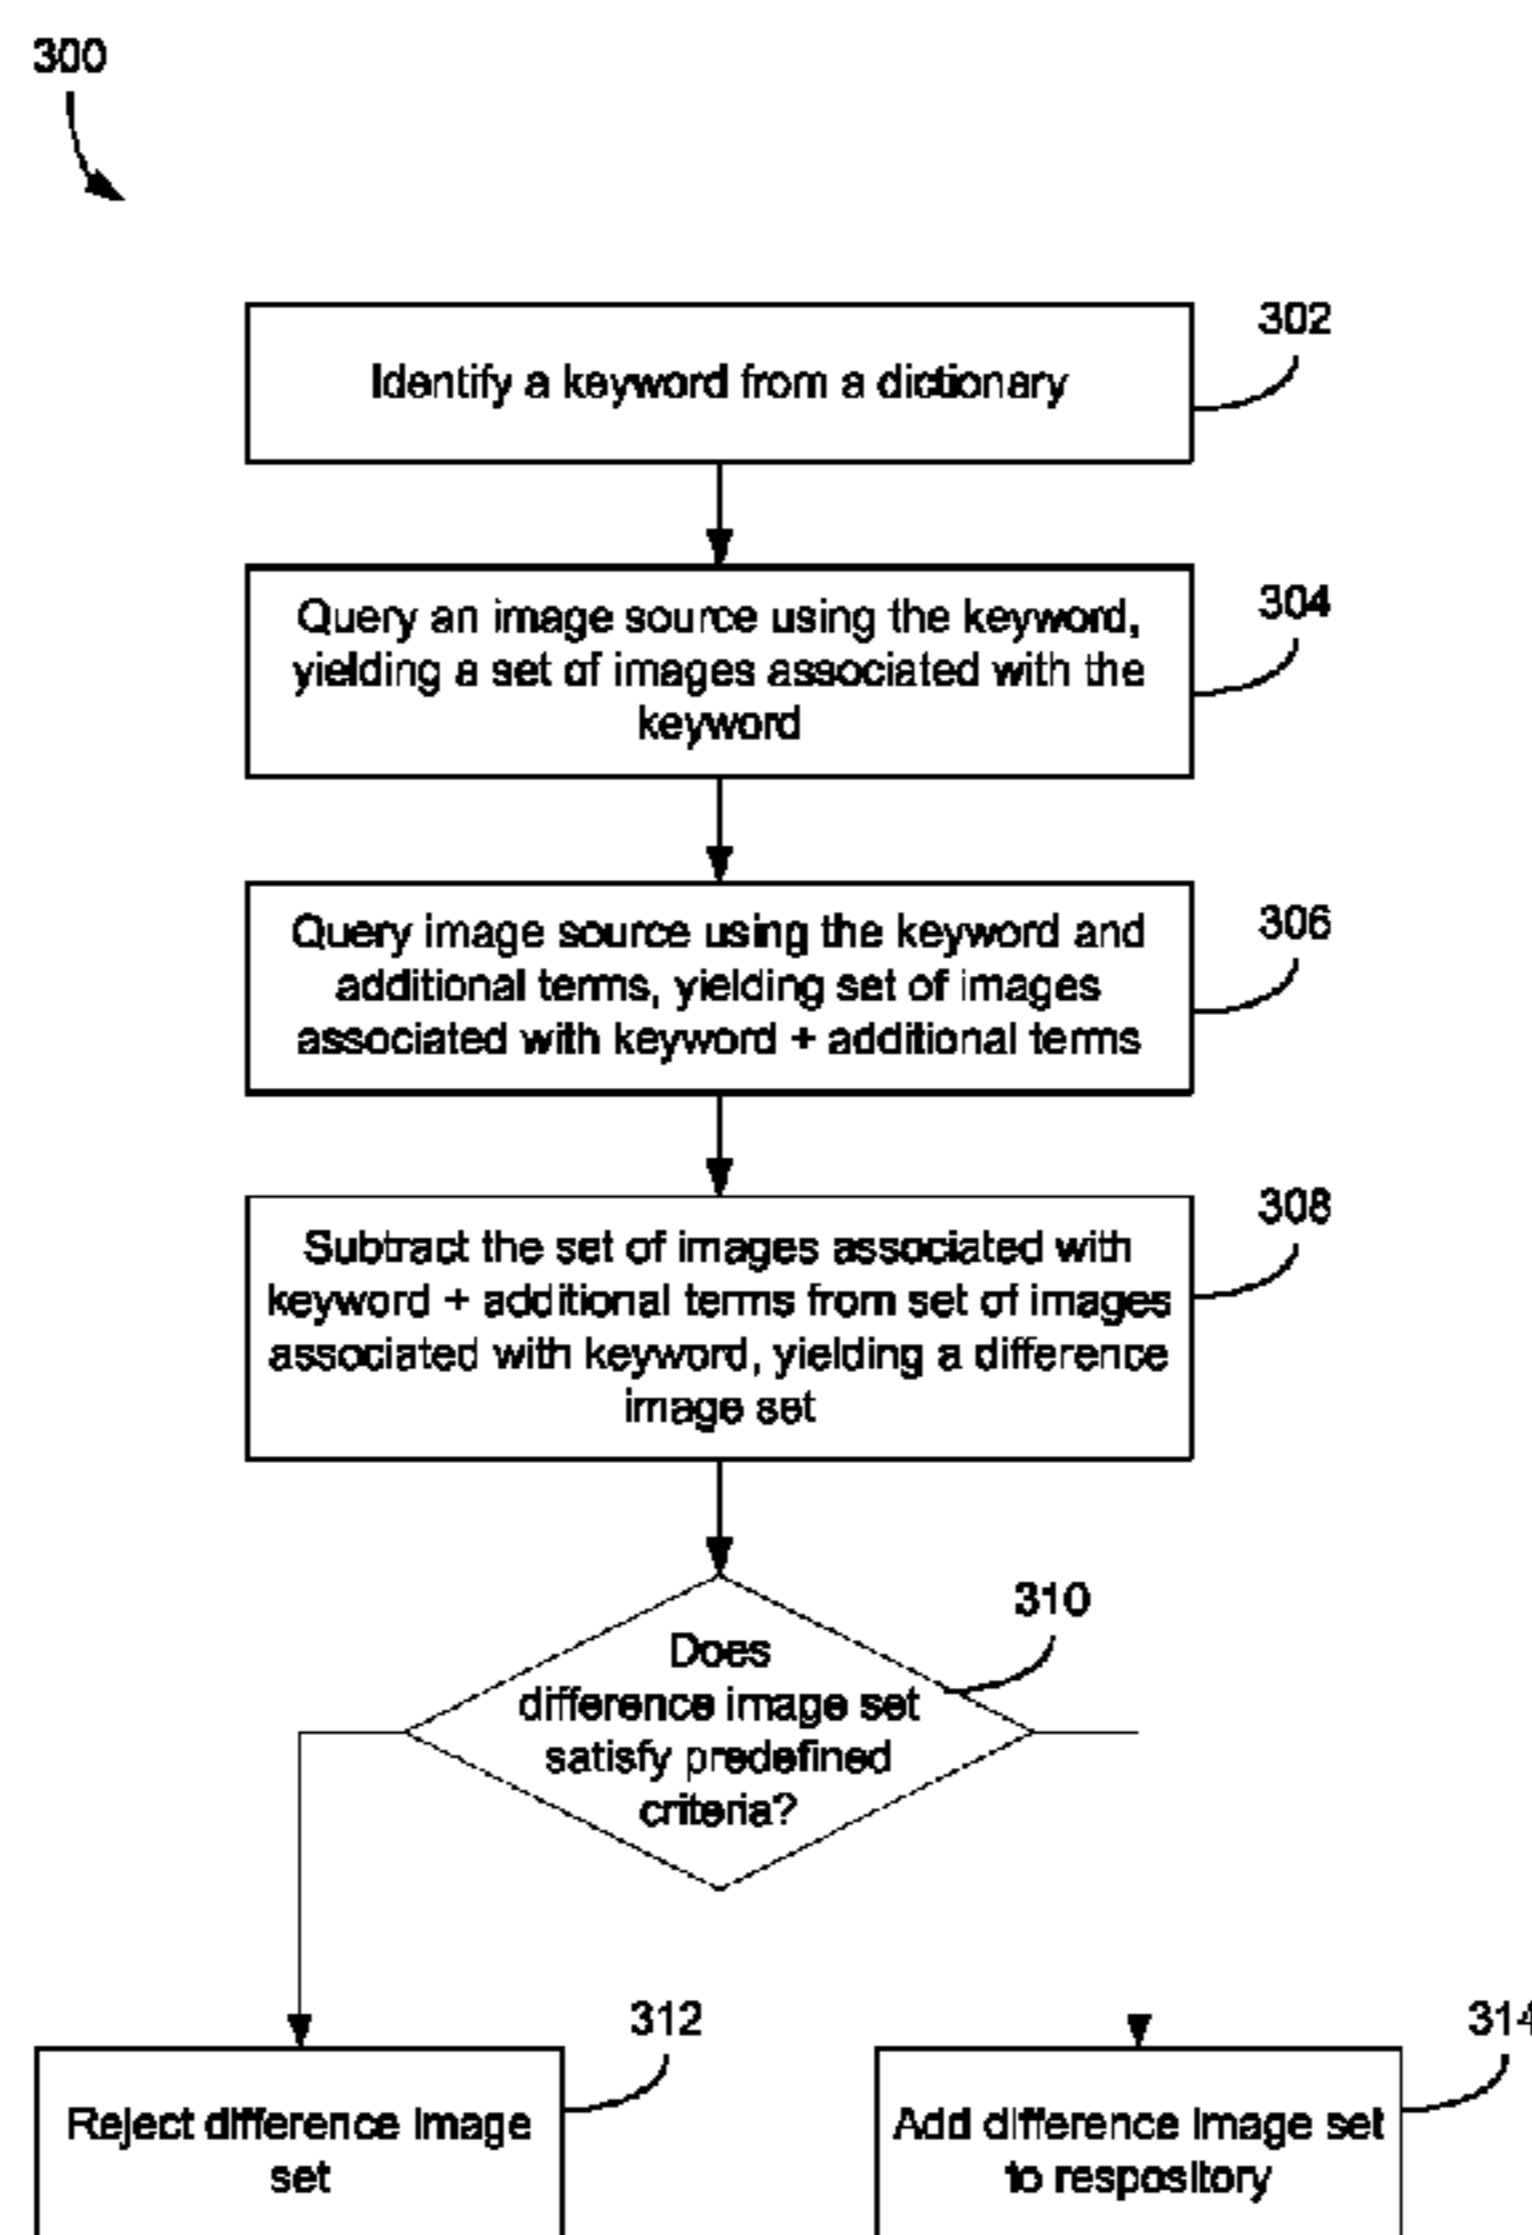 300
302
Identify a keyword from a dictionary
304
Query an image source using the keyword,
yielding a set of images associated with the
keyword
306
Query image source using the keyword and
additional terms, yielding set of images
associated with keyword + additional terms
308
Subtract the set of images associated with
keyword + additional terms from set of images
associated with keyword, yielding a difference
image set
310
Does
difference image set
satisfy predefined
criteria?
312
Reject difference image
set
314
Add difference image set
to respository